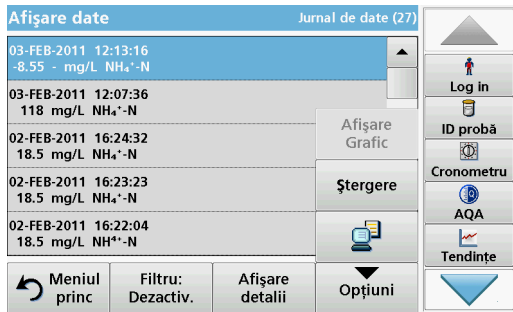 Afişare date
Jurnal de date (27)
03-FEB-2011 12:13:16
-8.55 - mg/L NH₄⁺-N
03-FEB-2011 12:07:36
118 mg/L NH₄⁺-N
02-FEB-2011 16:24:32
18.5 mg/L NH₄⁺-N
02-FEB-2011 16:23:23
18.5 mg/L NH₄⁺-N
02-FEB-2011 16:22:04
18.5 mg/L NH⁴⁺-N
Afişare
Grafic
Ştergere
Meniul
princ
Filtru:
Dezactiv.
Afişare
detalii
Opţiuni
Log in
ID probă
Cronometru
AQA
Tendinţe